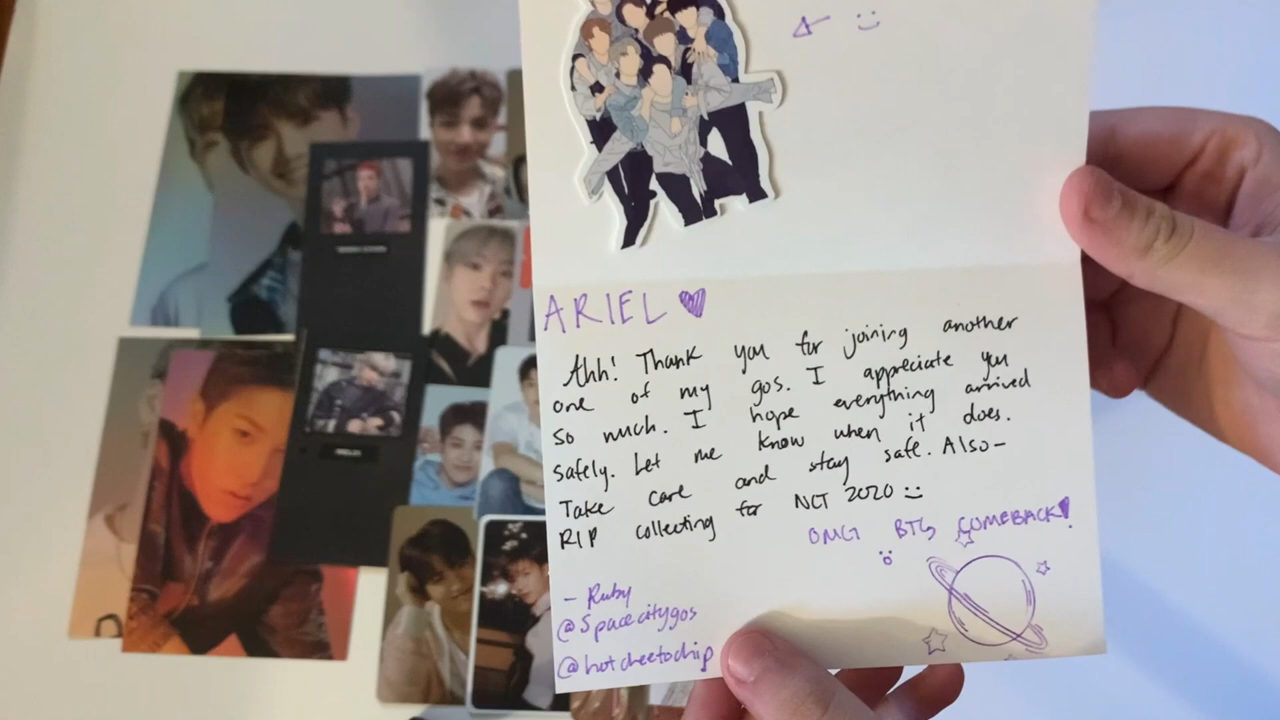 ARIEL
Ahh! Thank you for joining another
one of my gos. I appreciate you
so much. I hope everything arrived
safely. Let me know when it does.
Take care and stay safe. Also-
RIP collecting for NCT 2020
OMG BTS COMEBACK!
- Ruby
@spacecitygos
@hotcheetochip